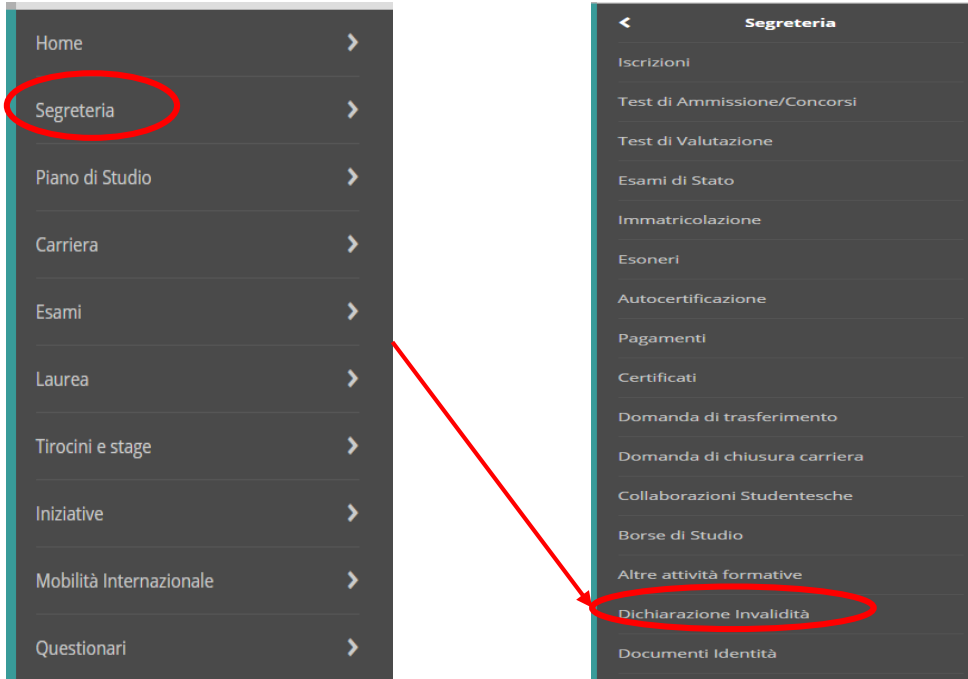 Home
Segreteria
Piano di Studio
Carriera
Esami
Laurea
Tirocini e stage
Iniziative
Mobilità Internazionale
Questionari
Segreteria
Iscrizioni
Test di Ammissione/Concorsi
Test di Valutazione
Esami di Stato
Immatricolazione
Esoneri
Autocertificazione
Pagamenti
Certificati
Domanda di trasferimento
Domanda di chiusura carriera
Collaborazioni Studentesche
Borse di Studio
Altre attività formative
Dichiarazione Invalidità
Documenti Identità